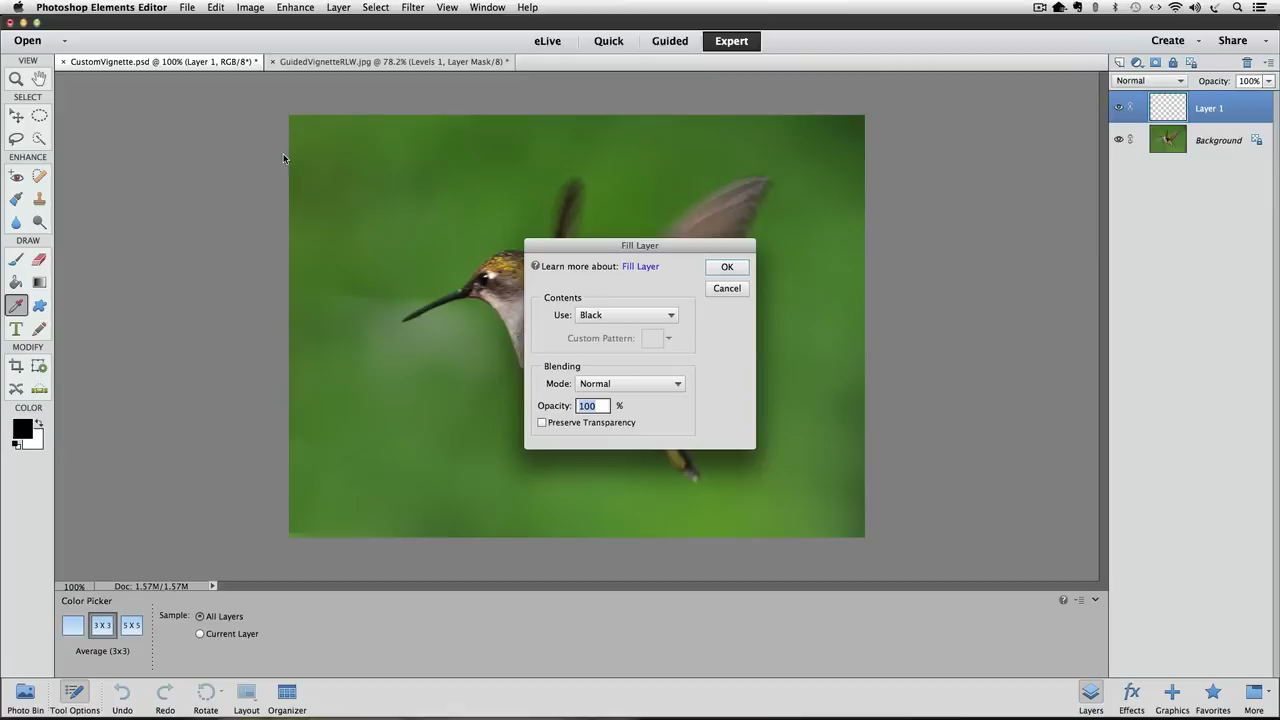 Photoshop Elements Editor File Edit Image Enhance Layer Select Filter View Window Help
Open eLive Quick Guided Expert Create Share
VIEW
× CustomVignette.psd @ 100% (Layer 1, RGB/8*) * × GuidedVignetteRLW.jpg @ 78.2% (Levels 1, Layer Mask/8) *
Normal Opacity: 100%
SELECT
Layer 1
Background
ENHANCE
DRAW
T
MODIFY
COLOR
Fill Layer
Learn more about: Fill Layer OK
Cancel
Contents
Use: Black
Custom Pattern:
Blending
Mode: Normal
Opacity: 100 %
Preserve Transparency
100% Doc: 1.57M/1.57M
Color Picker
Sample: All Layers
3 X 3 5 X 5
Current Layer
Average (3x3)
fx
Photo Bin Tool Options Undo Redo Rotate Layout Organizer Layers Effects Graphics Favorites More